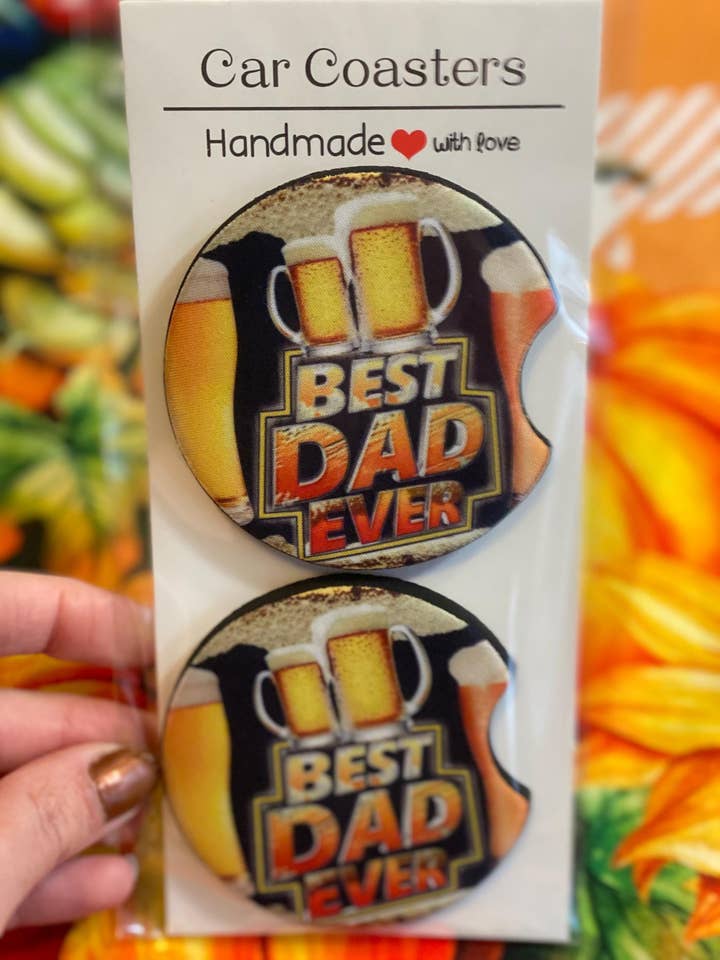 Car Coasters
Handmade with love
BEST
DAD
EVER
BEST
DAD
EVER